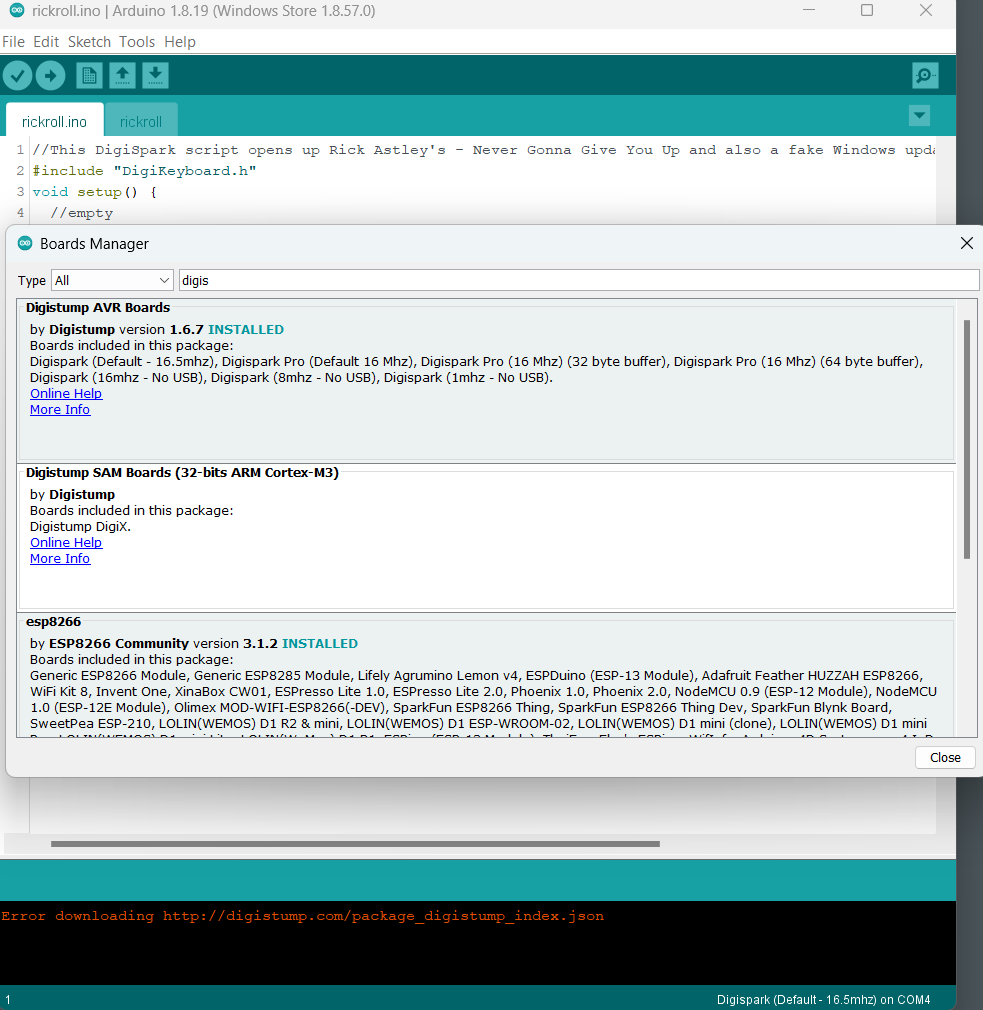 rickroll.ino | Arduino 1.8.19 (Windows Store 1.8.57.0)
File Edit Sketch Tools Help
rickroll.ino rickroll
1 //This DigiSpark script opens up Rick Astley's - Never Gonna Give You Up and also a fake Windows upda
2 #include "DigiKeyboard.h"
3 void setup() {
4 //empty
Boards Manager
Type All digis
Digistump AVR Boards
by Digistump version 1.6.7 INSTALLED
Boards included in this package:
Digispark (Default - 16.5mhz), Digispark Pro (Default 16 Mhz), Digispark Pro (16 Mhz) (32 byte buffer), Digispark Pro (16 Mhz) (64 byte buffer),
Digispark (16mhz - No USB), Digispark (8mhz - No USB), Digispark (1mhz - No USB).
Online Help
More Info
Digistump SAM Boards (32-bits ARM Cortex-M3)
by Digistump
Boards included in this package:
Digistump DigiX.
Online Help
More Info
esp8266
by ESP8266 Community version 3.1.2 INSTALLED
Boards included in this package:
Generic ESP8266 Module, Generic ESP8285 Module, Lifely Agrumino Lemon v4, ESPDuino (ESP-13 Module), Adafruit Feather HUZZAH ESP8266,
WiFi Kit 8, Invent One, XinaBox CW01, ESPresso Lite 1.0, ESPresso Lite 2.0, Phoenix 1.0, Phoenix 2.0, NodeMCU 0.9 (ESP-12 Module), NodeMCU
1.0 (ESP-12E Module), Olimex MOD-WIFI-ESP8266(-DEV), SparkFun ESP8266 Thing, SparkFun ESP8266 Thing Dev, SparkFun Blynk Board,
SweetPea ESP-210, LOLIN(WEMOS) D1 R2 & mini, LOLIN(WEMOS) D1 ESP-WROOM-02, LOLIN(WEMOS) D1 mini (clone), LOLIN(WEMOS) D1 mini
Close
Error downloading http://digistump.com/package_digistump_index.json
1 Digispark (Default - 16.5mhz) on COM4